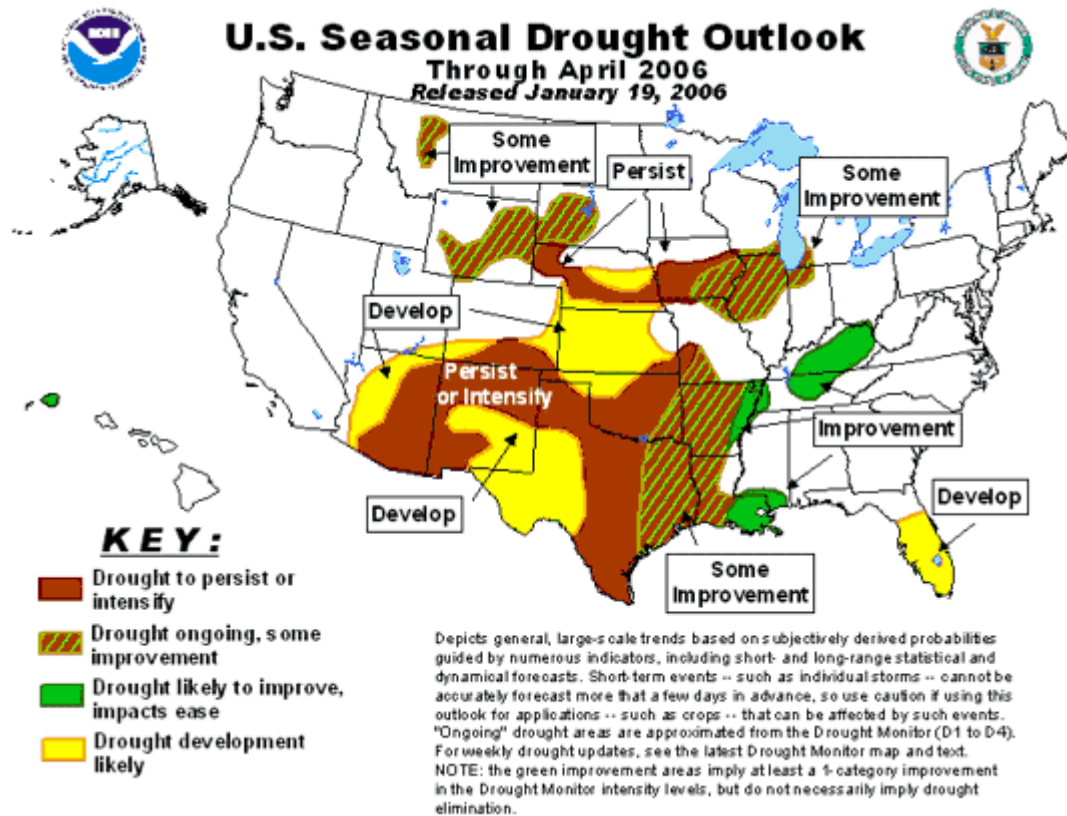 U.S. Seasonal Drought Outlook
Through April 2006
Released January 19, 2006
Some
Improvement
Persist
Some
Improvement
Develop
Persist
or Intensify
Improvement
Develop
Develop
Some
Improvement
KEY:
Drought to persist or
intensify
Drought ongoing, some
improvement
Drought likely to improve,
impacts ease
Drought development
likely
Depicts general, large-scale trends based on subjectively derived probabilities
guided by numerous indicators, including short- and long-range statistical and
dynamical forecasts. Short-term events -- such as individual storms -- cannot be
accurately forecast more that a few days in advance, so use caution if using this
outlook for applications -- such as crops -- that can be affected by such events.
"Ongoing" drought areas are approximated from the Drought Monitor (D1 to D4).
For weekly drought updates, see the latest Drought Monitor map and text.
NOTE: the green improvement areas imply at least a 1-category improvement
in the Drought Monitor intensity levels, but do not necessarily imply drought
elimination.